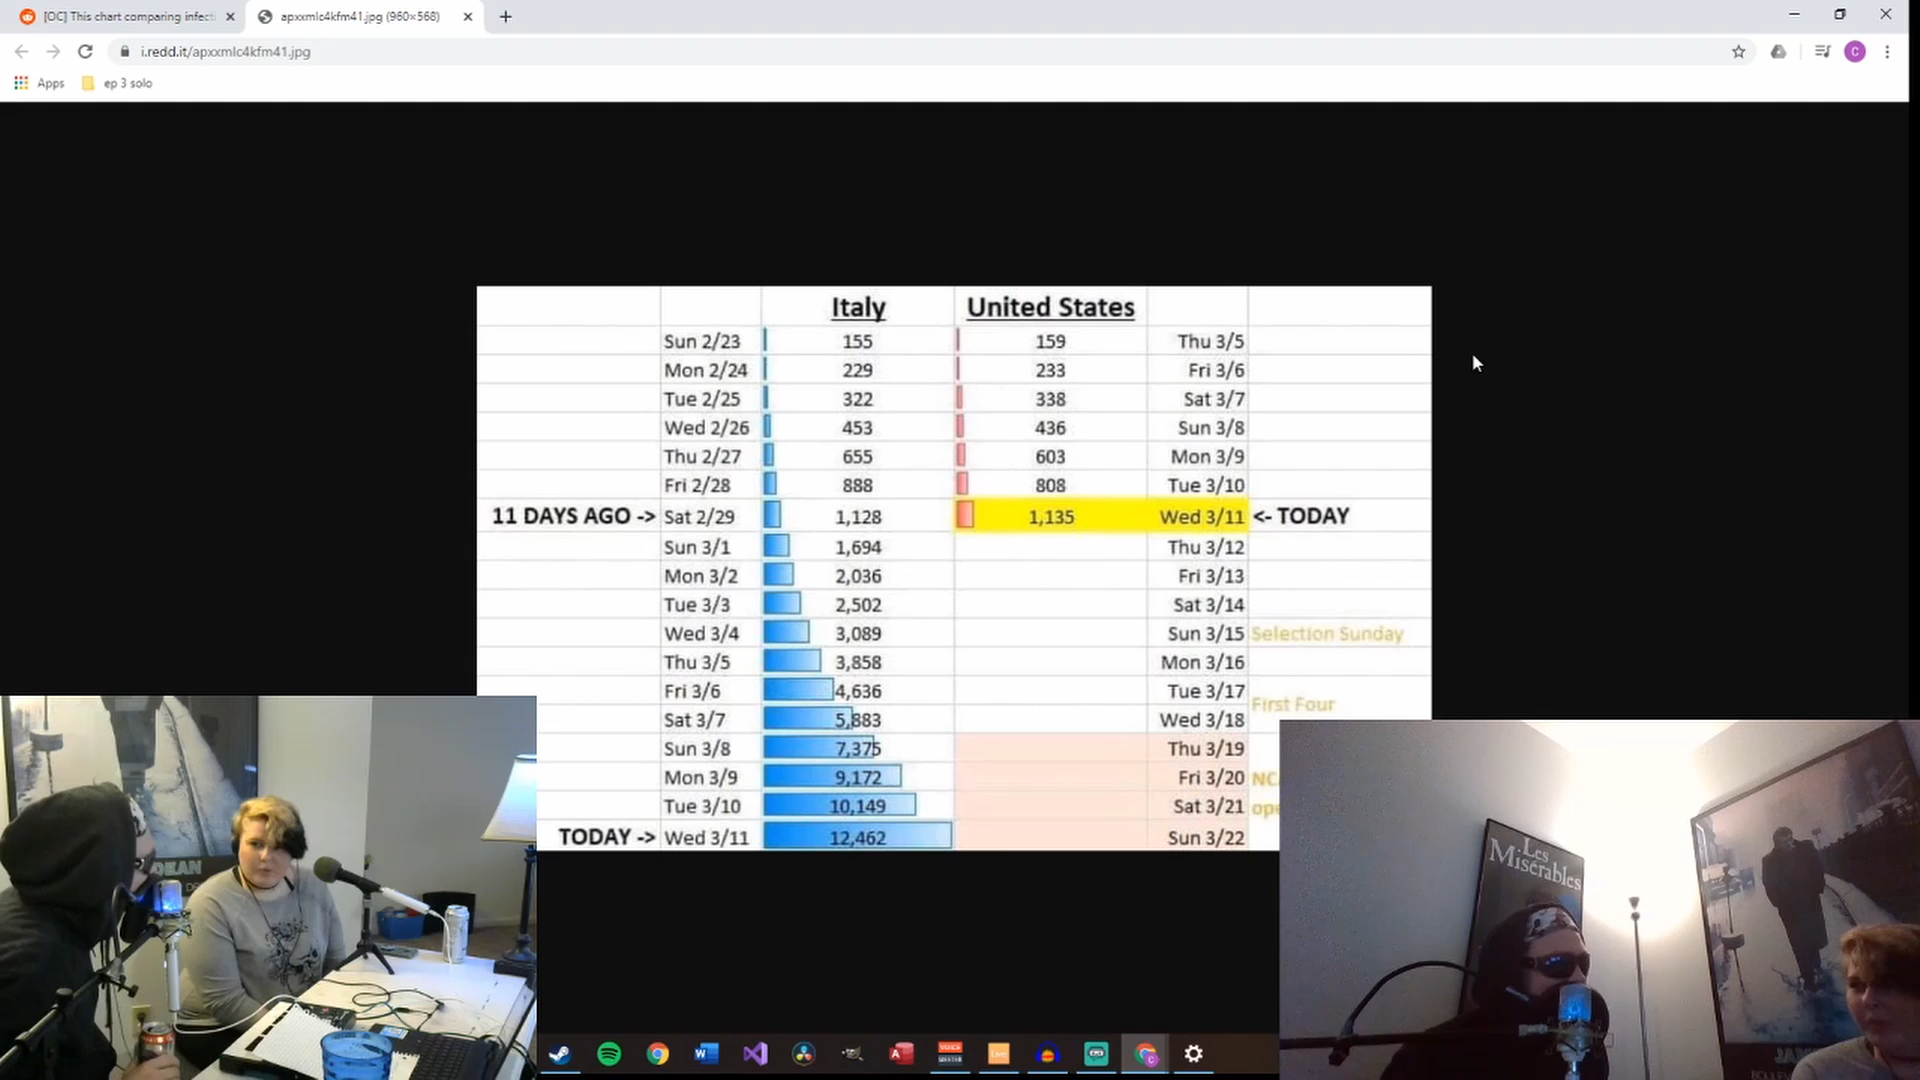 [OC] This chart comparing infecti
apxxmlc4kfm41.jpg (960×568)
i.redd.it/apxxmlc4kfm41.jpg
Apps
ep 3 solo
Italy United States
Sun 2/23 155 159 Thu 3/5
Mon 2/24 229 233 Fri 3/6
Tue 2/25 322 338 Sat 3/7
Wed 2/26 453 436 Sun 3/8
Thu 2/27 655 603 Mon 3/9
Fri 2/28 888 808 Tue 3/10
11 DAYS AGO -> Sat 2/29 1,128 1,135 Wed 3/11 <- TODAY
Sun 3/1 1,694 Thu 3/12
Mon 3/2 2,036 Fri 3/13
Tue 3/3 2,502 Sat 3/14
Wed 3/4 3,089 Sun 3/15 Selection Sunday
Thu 3/5 3,858 Mon 3/16
Fri 3/6 4,636 Tue 3/17
First Four
Sat 3/7 5,883 Wed 3/18
Sun 3/8 7,375 Thu 3/19
Mon 3/9 9,172 Fri 3/20 NC
Tue 3/10 10,149 Sat 3/21 ope
TODAY -> Wed 3/11 12,462 Sun 3/22
DEAN
Les
Misérables
JAM
C